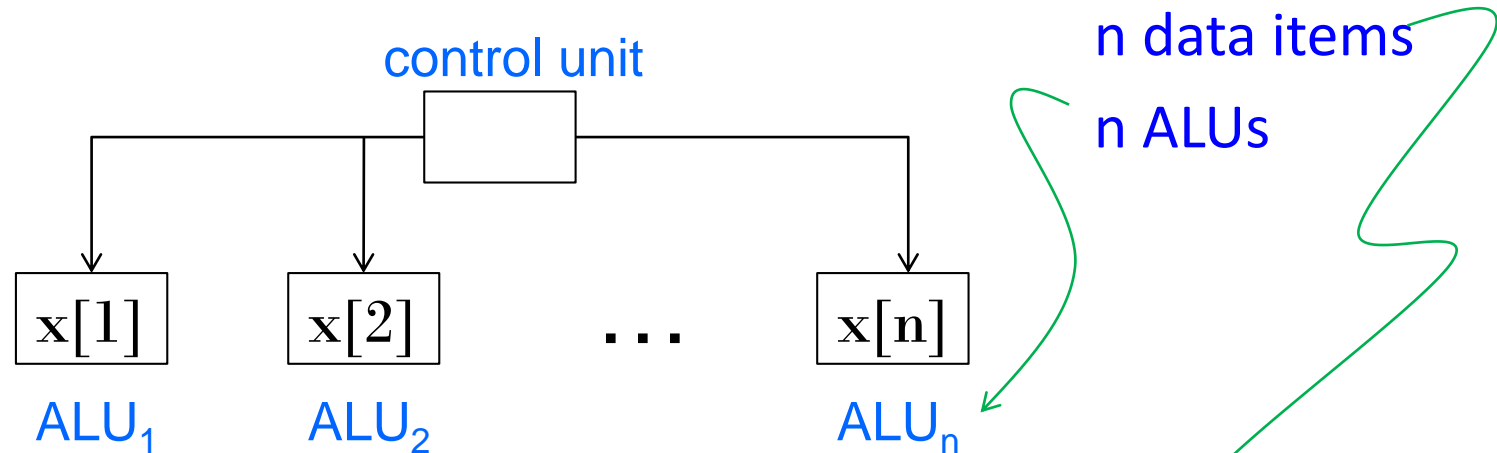 n data items
control unit
n ALUs
x[1] x[2] ... x[n]
ALU₁ ALU₂ ALUₙ